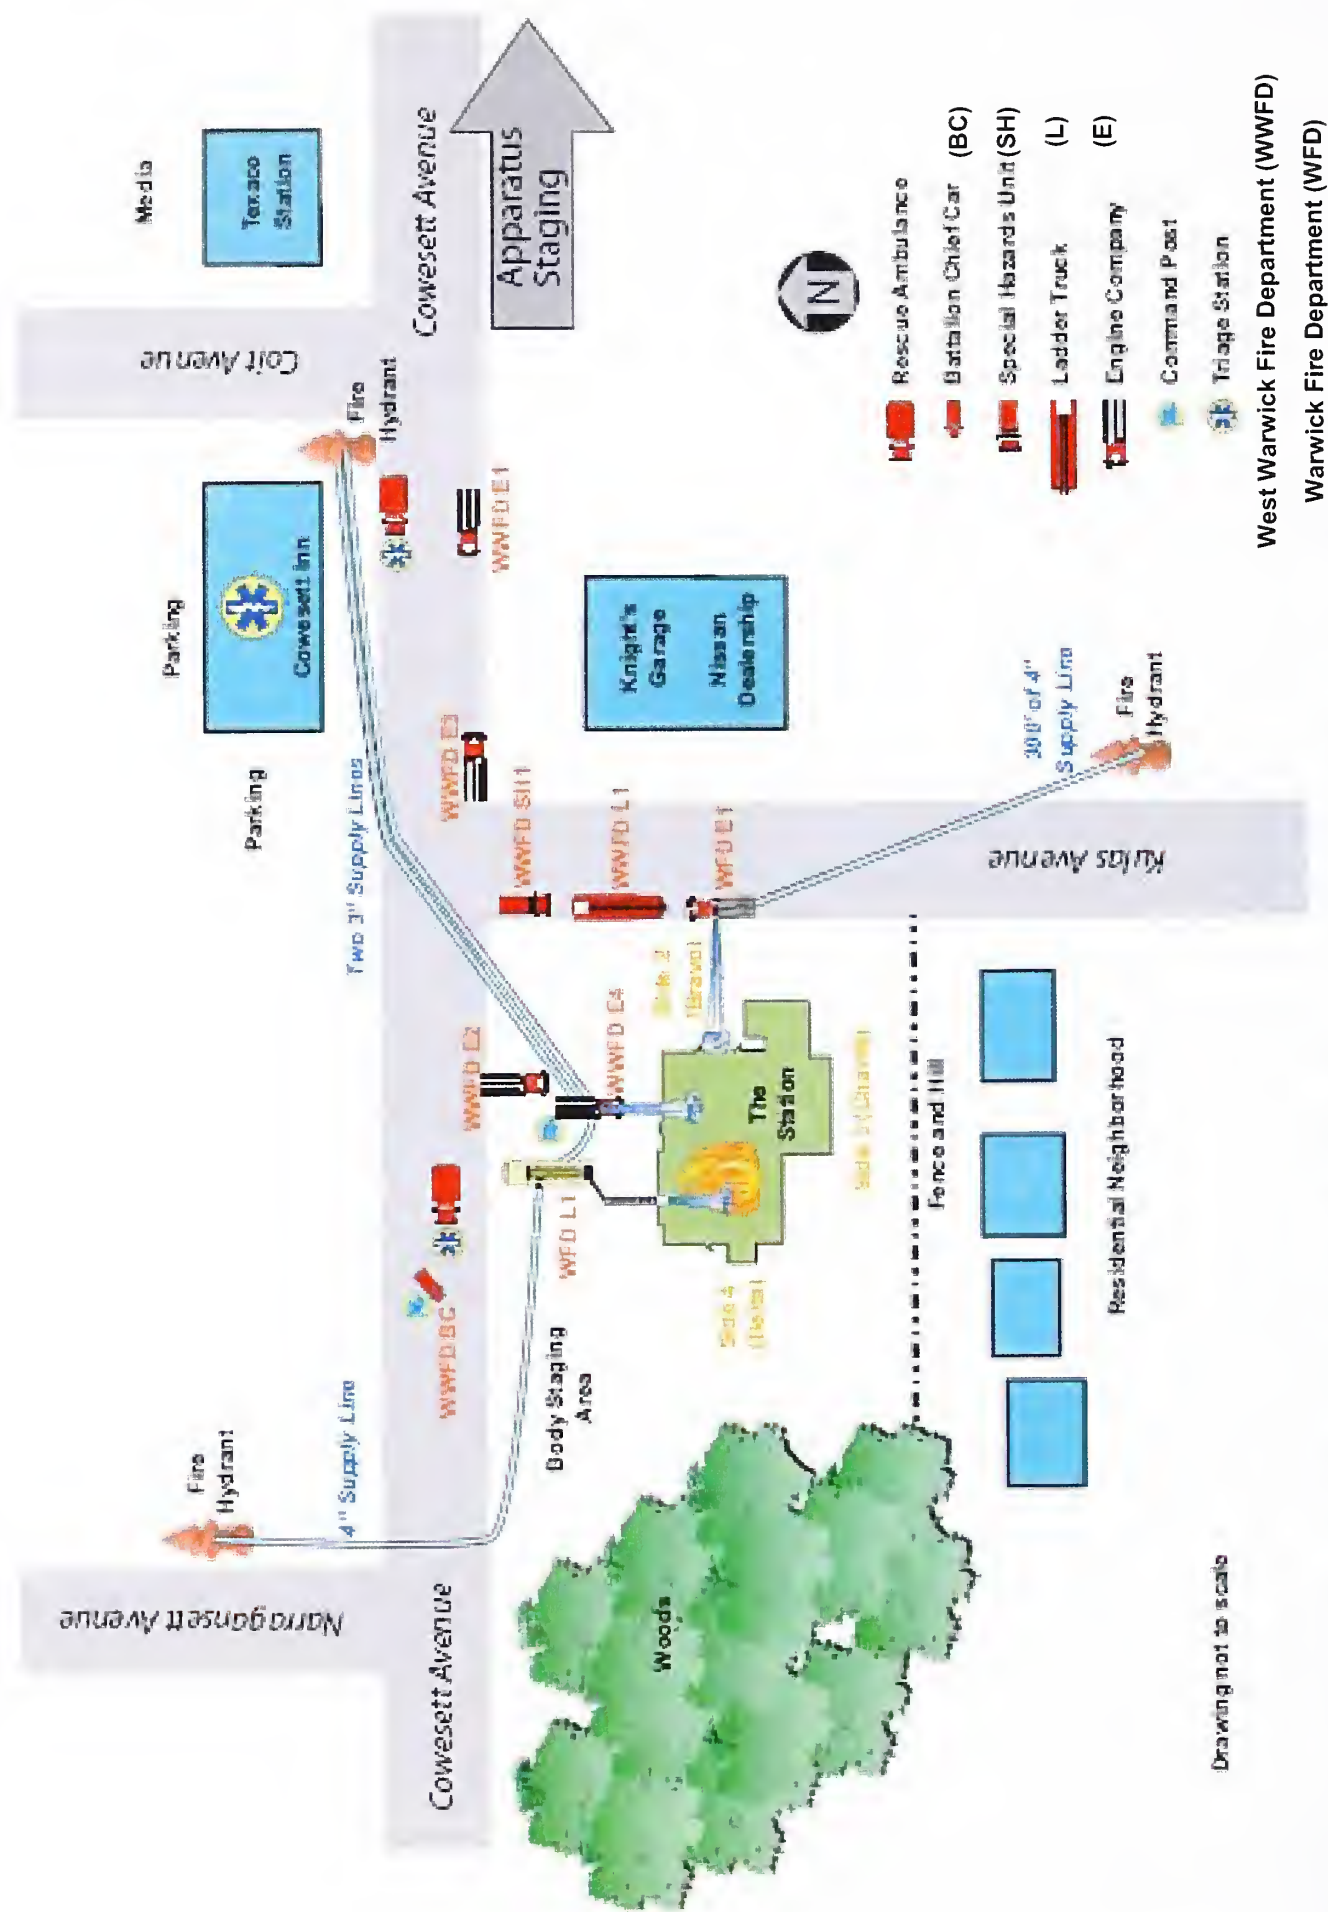 Narragansett Avenue
Fire
Hydrant
4" Supply Line
Cowesett Avenue
WWFD BC
Body Staging
Area
WFD L1
WWFD E2
WWFD E4
Two 3" Supply Lines
Parking
Parking
Cowesett Inn
Fire
Hydrant
Colt Avenue
Media
Texaco
Station
Cowesett Avenue
Apparatus
Staging
WWFD E1
WWFD SH1
WWFD L1
WFD E1
Knight's
Garage
Nissan
Dealership
300' of 4"
Supply Line
Fire
Hydrant
Kulas Avenue
Side 2
(Bravo)
The
Station
Side 3 (Charlie)
Side 4
(Delta)
Fence and Hill
Residential Neighborhood
Woods
Drawing not to scale
N
Rescue Ambulance
Battalion Chief Car (BC)
Special Hazards Unit (SH)
Ladder Truck (L)
Engine Company (E)
Command Post
Triage Station
West Warwick Fire Department (WWFD)
Warwick Fire Department (WFD)